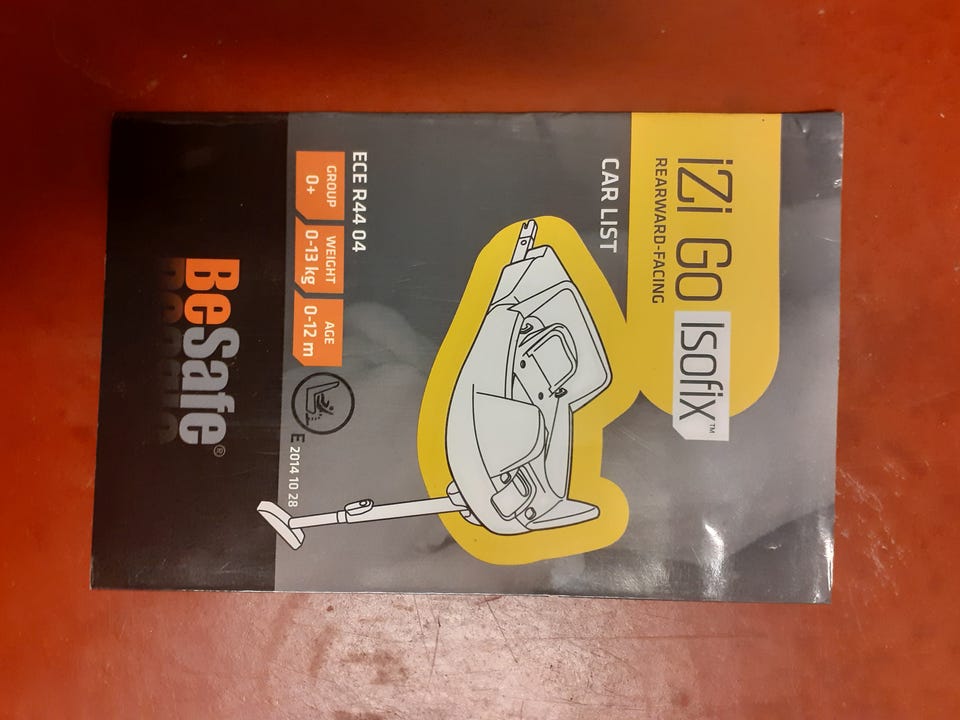 iZi Go Isofix™
REARWARD-FACING
CAR LIST
ECE R44 04
GROUP WEIGHT AGE
0+ 0-13 kg 0-12 m
E 2014 10 28
BeSafe®